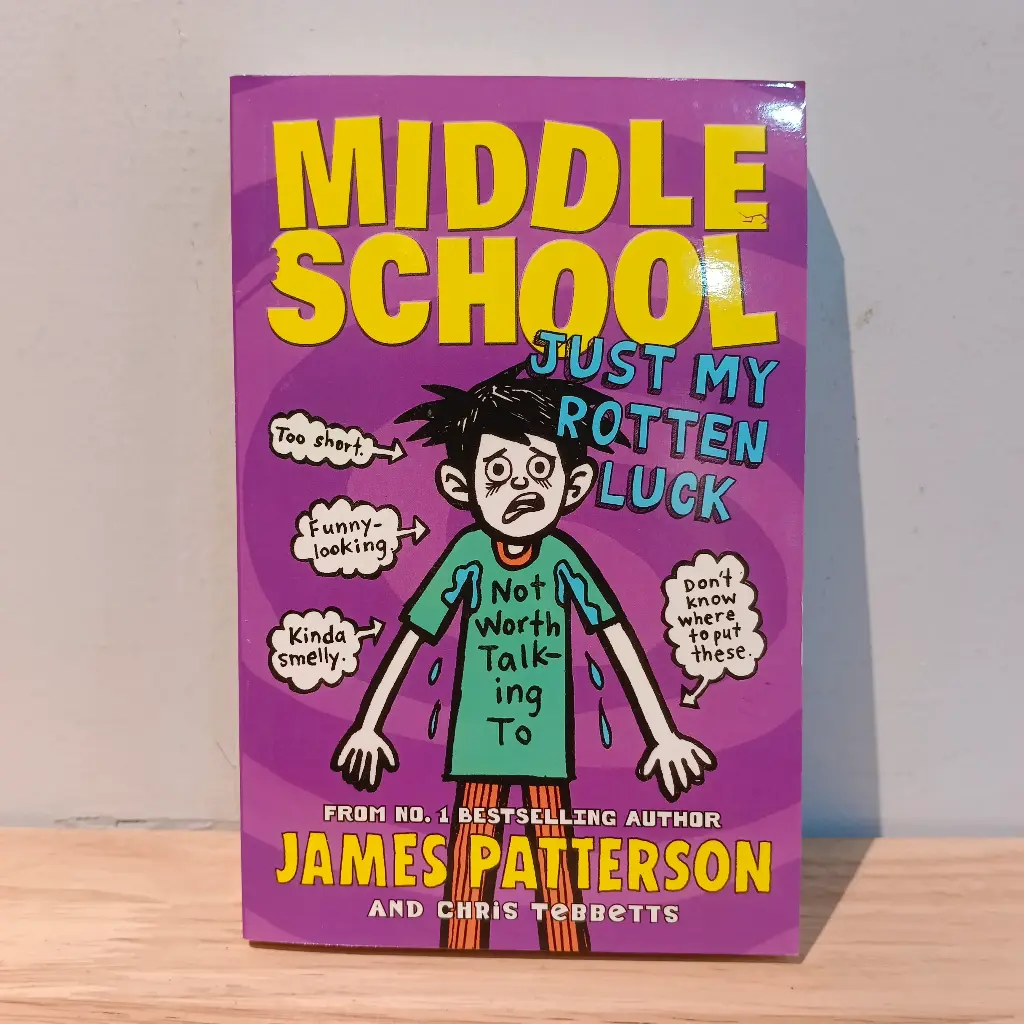 MIDDLE
SCHOOL
JUST MY
ROTTEN
LUCK
Too short.
Funny-
looking.
Kinda
smelly.
Not
Worth
Talk-
ing
To
Don't
know
where
to put
these.
FROM NO. 1 BESTSELLING AUTHOR
JAMES PATTERSON
AND CHRIS TEBBETTS